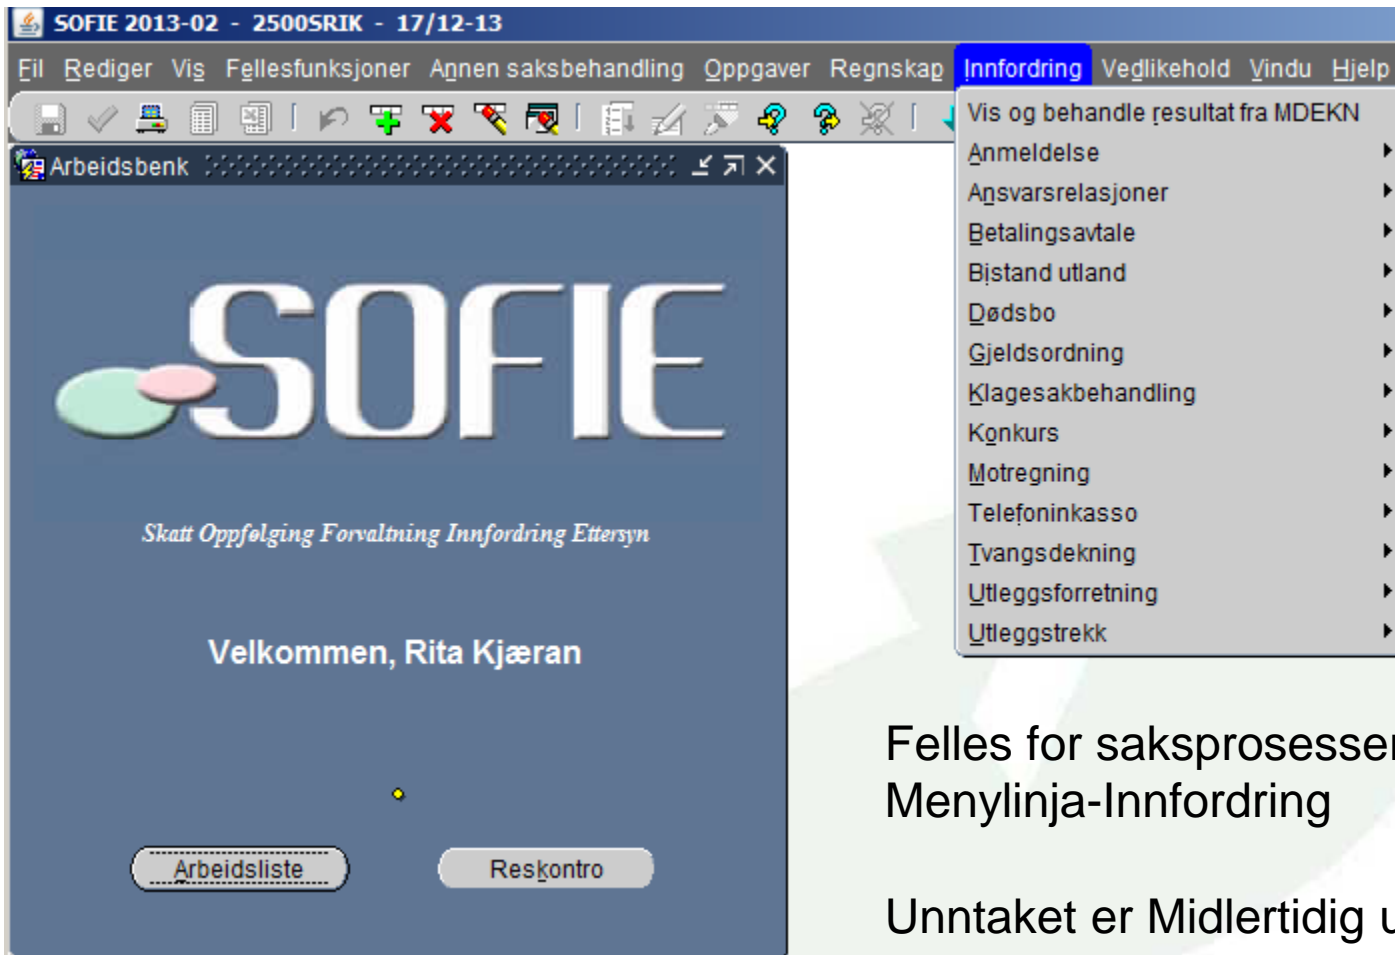 SOFIE 2013-02 - 2500SRIK - 17/12-13
Fil Rediger Vis Fellesfunksjoner Annen saksbehandling Oppgaver Regnskap Innfordring Vedlikehold Vindu Hjelp
Arbeidsbenk
SOFIE
Skatt Oppfølging Forvaltning Innfordring Ettersyn
Velkommen, Rita Kjæran
Arbeidsliste
Reskontro
Vis og behandle resultat fra MDEKN
Anmeldelse
Ansvarsrelasjoner
Betalingsavtale
Bistand utland
Dødsbo
Gjeldsordning
Klagesakbehandling
Konkurs
Motregning
Telefoninkasso
Tvangsdekning
Utleggsforretning
Utleggstrekk
Felles for saksprosesser
Menylinja-Innfordring
Unntaket er Midlertidig